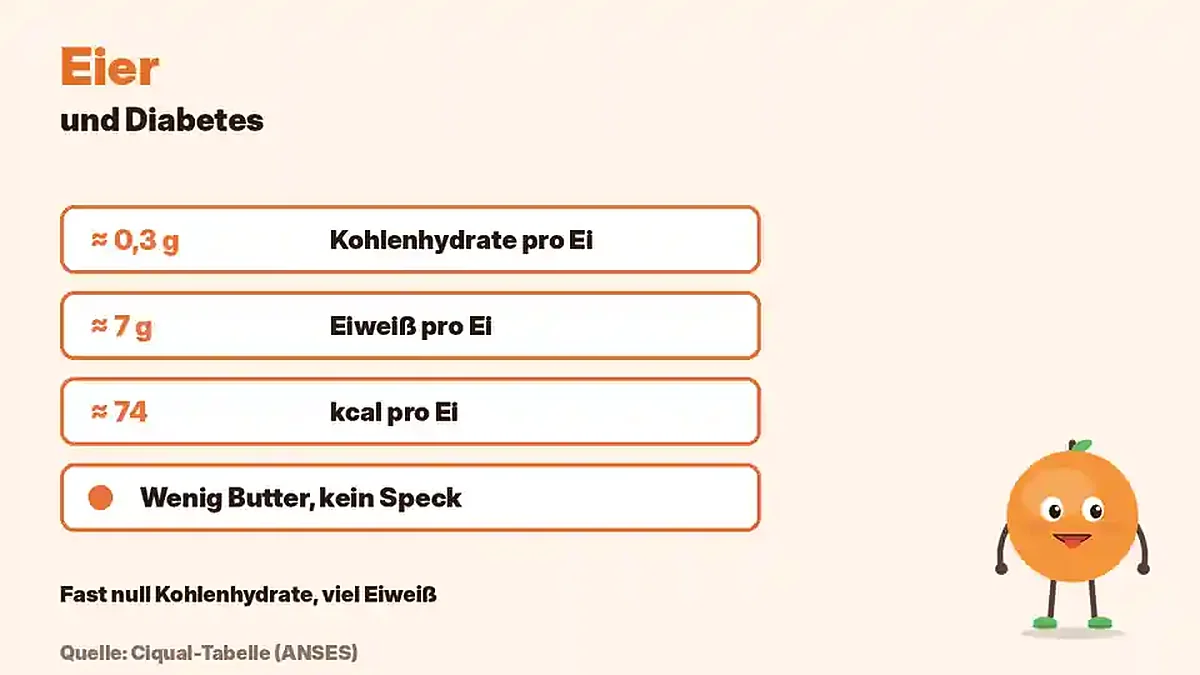 Eier
und Diabetes
≈ 0,3 g Kohlenhydrate pro Ei
≈ 7 g Eiweiß pro Ei
≈ 74 kcal pro Ei
Wenig Butter, kein Speck
Fast null Kohlenhydrate, viel Eiweiß
Quelle: Ciqual-Tabelle (ANSES)